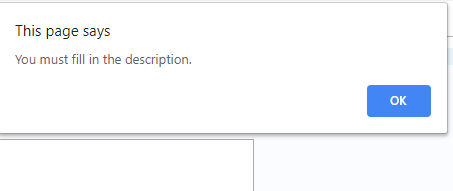 This page says
You must fill in the description.
OK